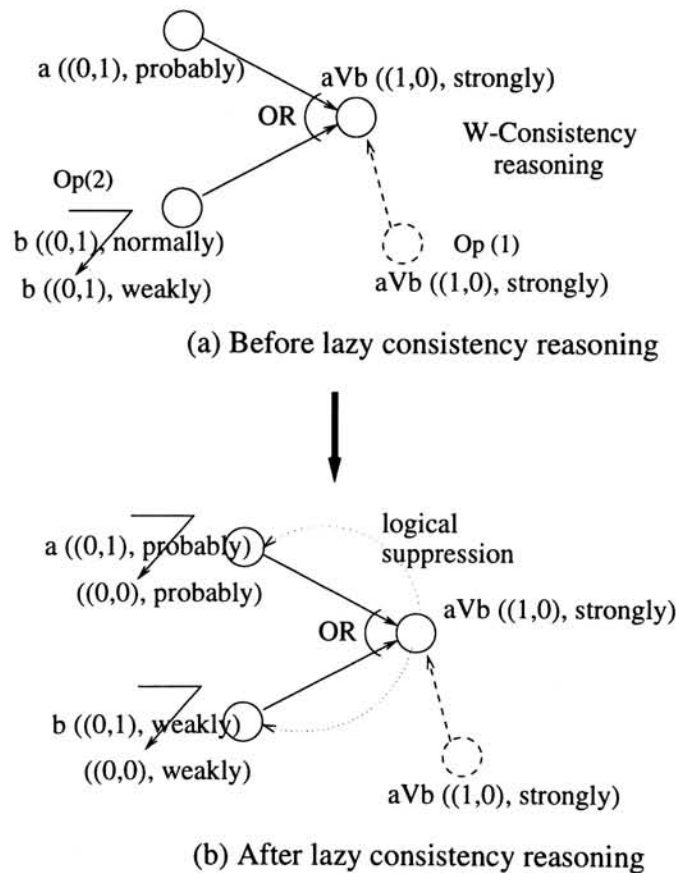 a ((0,1), probably)
aVb ((1,0), strongly)
OR
W-Consistency
reasoning
Op(2)
b ((0,1), normally)
b ((0,1), weakly)
Op (1)
aVb ((1,0), strongly)
(a) Before lazy consistency reasoning
a ((0,1), probably)
((0,0), probably)
logical
suppression
aVb ((1,0), strongly)
OR
b ((0,1), weakly)
((0,0), weakly)
aVb ((1,0), strongly)
(b) After lazy consistency reasoning